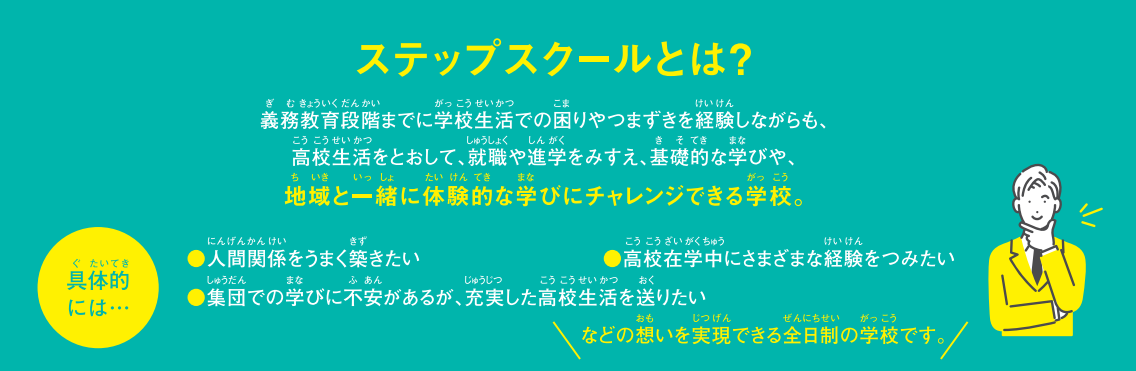 ステップスクールとは?
義務教育段階までに学校生活での困りやつまずきを経験しながらも、
高校生活をとおして、就職や進学をみすえ、基礎的な学びや、
地域と一緒に体験的な学びにチャレンジできる学校。
具体的
には…
●人間関係をうまく築きたい
●高校在学中にさまざまな経験をつみたい
●集団での学びに不安があるが、充実した高校生活を送りたい
などの想いを実現できる全日制の学校です。